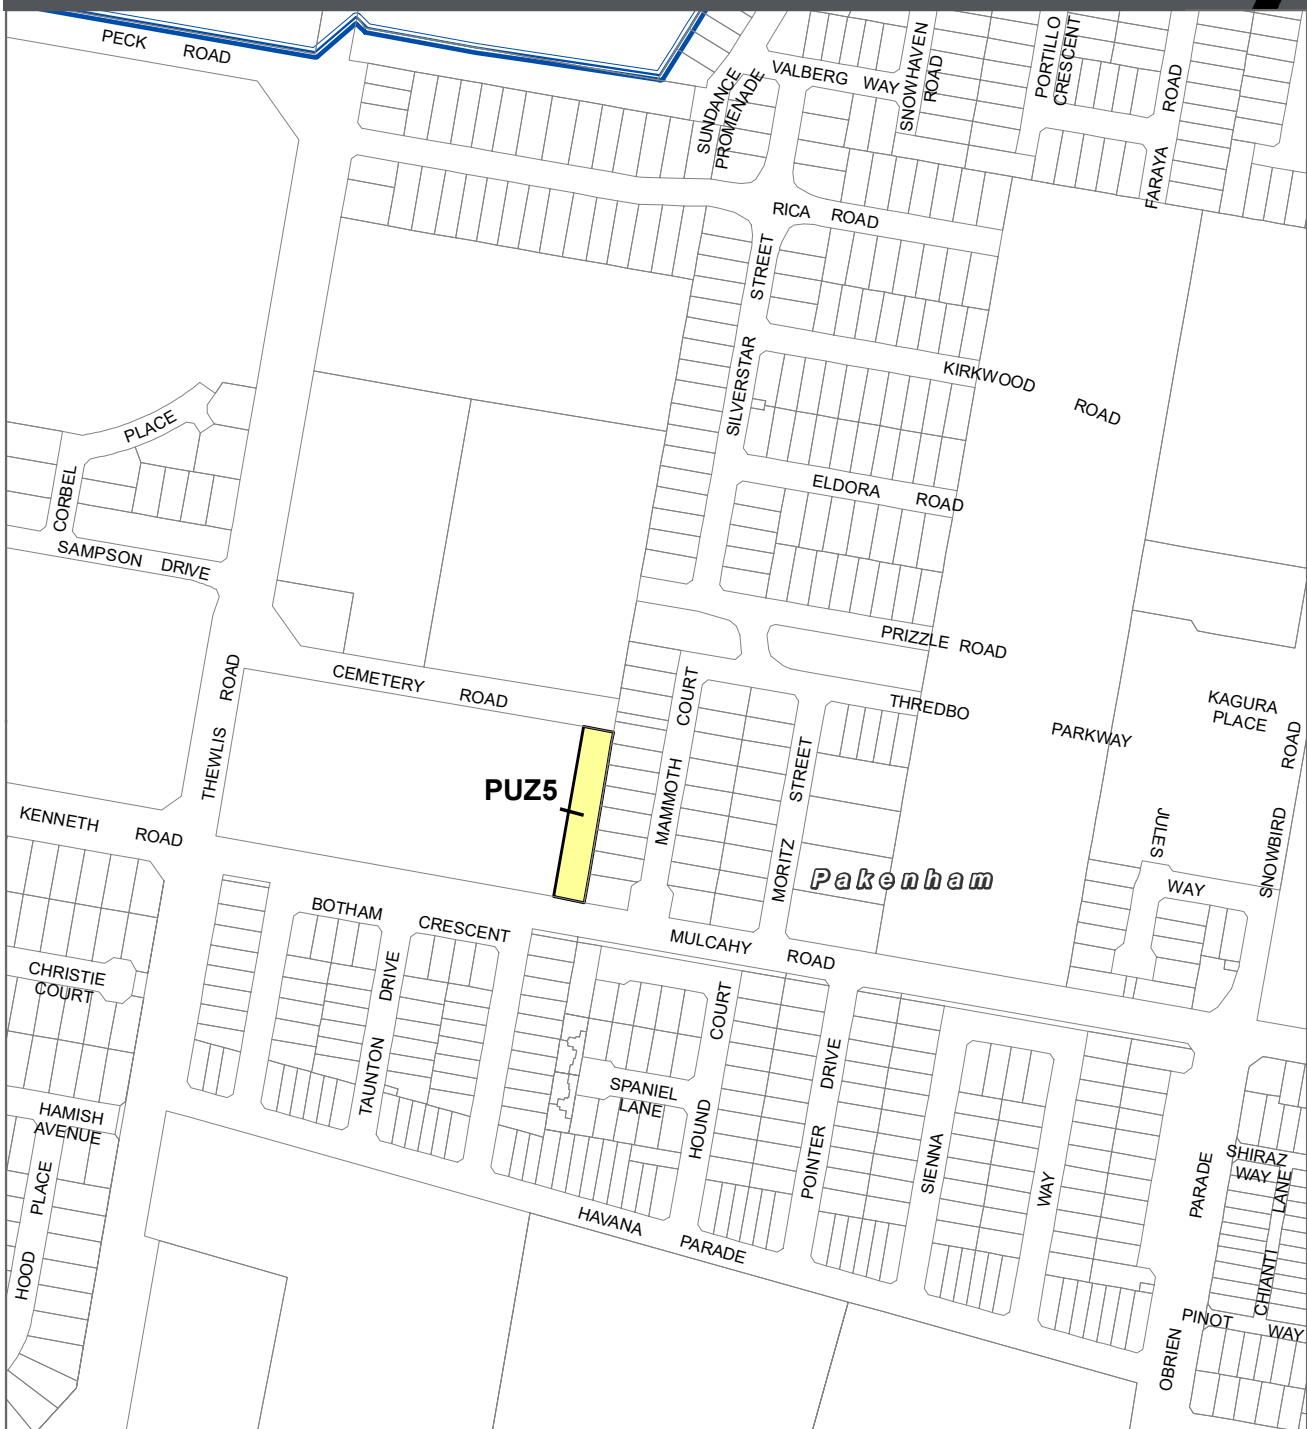 PECK ROAD
VALBERG WAY
SNOWHAVEN
ROAD
PORTILLO
CRESCENT
ROAD
FARAYA
SUNDANCE
PROMENADE
RICA ROAD
STREET
SILVERSTAR
KIRKWOOD ROAD
PLACE
CORBEL
SAMPSON DRIVE
ELDORA ROAD
PRIZZLE ROAD
CEMETERY ROAD
ROAD
THEWLIS
COURT
MAMMOTH
THREDBO PARKWAY
KAGURA
PLACE
ROAD
SNOWBIRD
STREET
MORITZ
PUZ5
KENNETH ROAD
JULES
WAY
Pakenham
BOTHAM CRESCENT
MULCAHY ROAD
CHRISTIE
COURT
DRIVE
TAUNTON
COURT
HOUND
DRIVE
POINTER
SPANIEL
LANE
HAMISH
AVENUE
PLACE
HOOD
SIENNA
WAY
PARADE
OBRIEN
SHIRAZ
WAY
LANE
CHIANTI
HAVANA PARADE
PINOT WAY